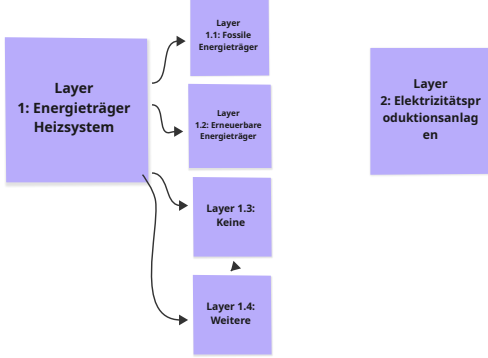 Layer
1: Energieträger
Heizsystem
Layer
1.1: Fossile
Energieträger
Layer
1.2: Erneuerbare
Energieträger
Layer 1.3:
Keine
Layer 1.4:
Weitere
Layer
2: Elektrizitätspr
oduktionsanlag
en